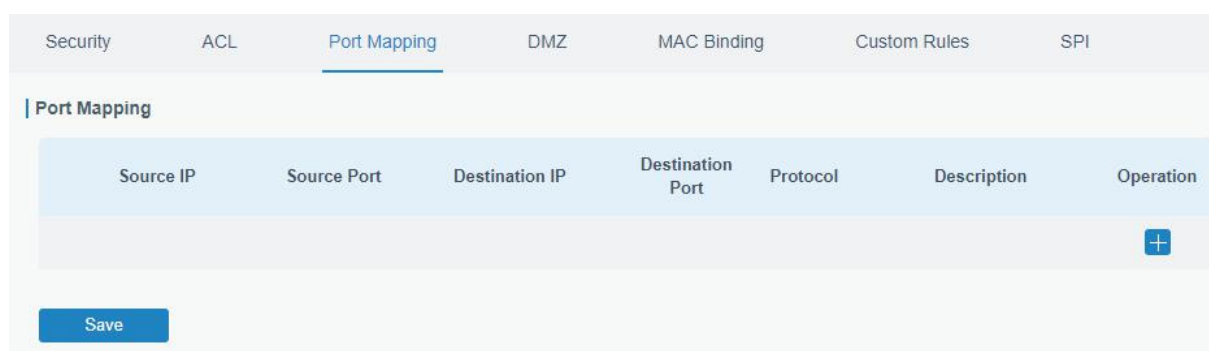 Security ACL Port Mapping DMZ MAC Binding Custom Rules SPI
Port Mapping
Source IP Source Port Destination IP Destination Port Protocol Description Operation
Save